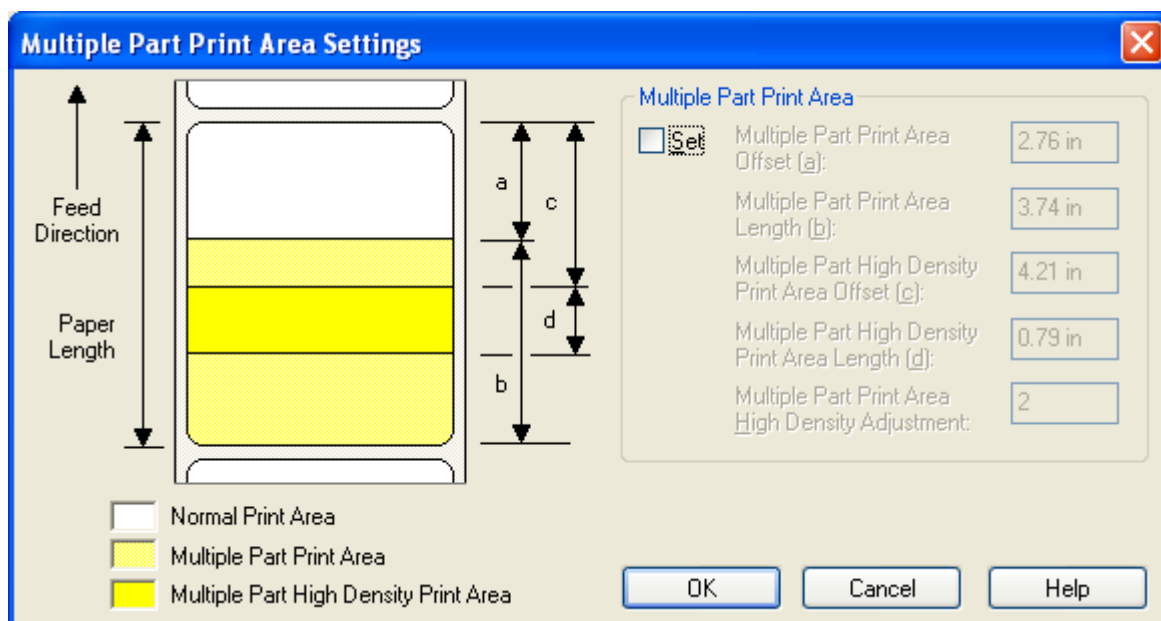 Multiple Part Print Area Settings
Feed
Direction
Paper
Length
a
c
d
b
Normal Print Area
Multiple Part Print Area
Multiple Part High Density Print Area
Multiple Part Print Area
Set
Multiple Part Print Area
Offset (a):
2.76 in
Multiple Part Print Area
Length (b):
3.74 in
Multiple Part High Density
Print Area Offset (c):
4.21 in
Multiple Part High Density
Print Area Length (d):
0.79 in
Multiple Part Print Area
High Density Adjustment:
2
OK
Cancel
Help